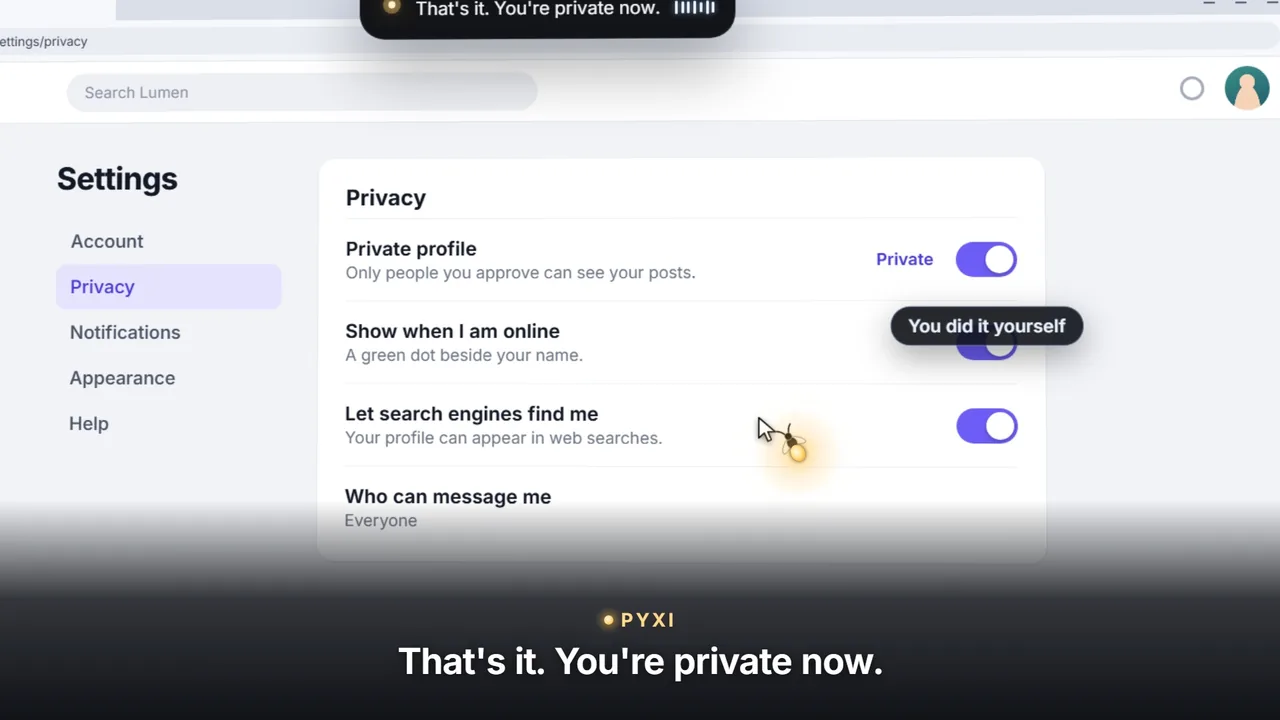 That's it. You're private now.
ettings/privacy
Search Lumen
Settings
Account
Privacy
Notifications
Appearance
Help
Privacy
Private profile
Only people you approve can see your posts.
Private
Show when I am online
A green dot beside your name.
You did it yourself
Let search engines find me
Your profile can appear in web searches.
Who can message me
Everyone
PYXI
That's it. You're private now.